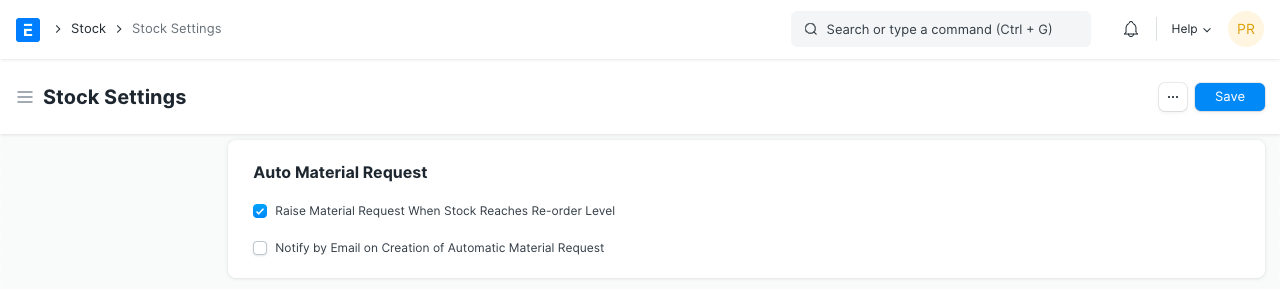 E Stock Stock Settings Search or type a command (Ctrl + G) Help PR
Stock Settings ... Save
Auto Material Request
Raise Material Request When Stock Reaches Re-order Level
Notify by Email on Creation of Automatic Material Request